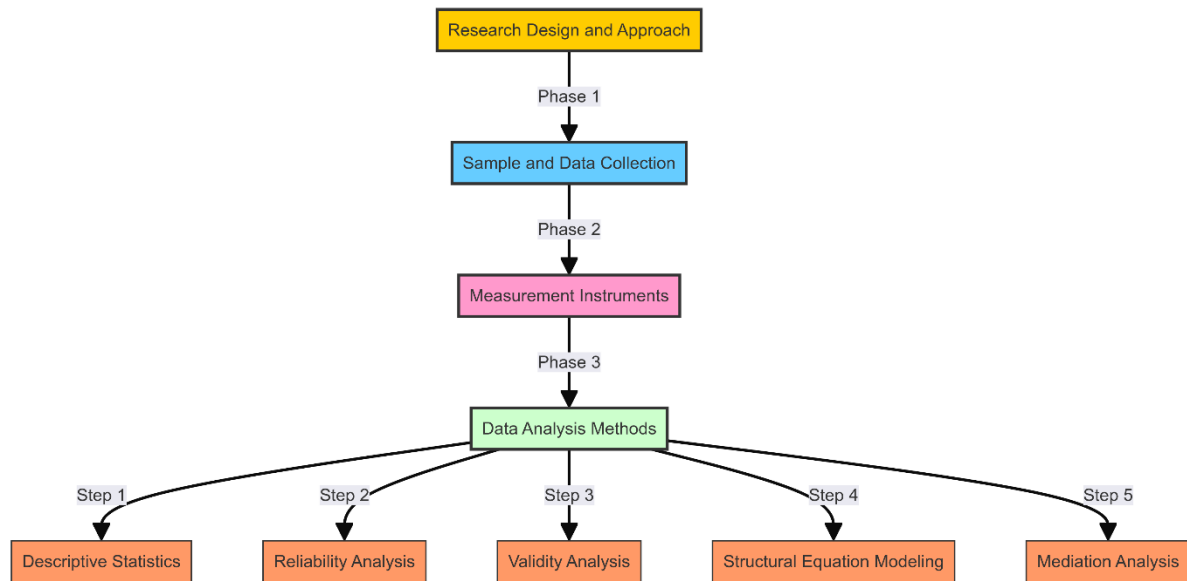 Research Design and Approach
Phase 1
Sample and Data Collection
Phase 2
Measurement Instruments
Phase 3
Data Analysis Methods
Step 1
Step 2
Step 3
Step 4
Step 5
Descriptive Statistics
Reliability Analysis
Validity Analysis
Structural Equation Modeling
Mediation Analysis